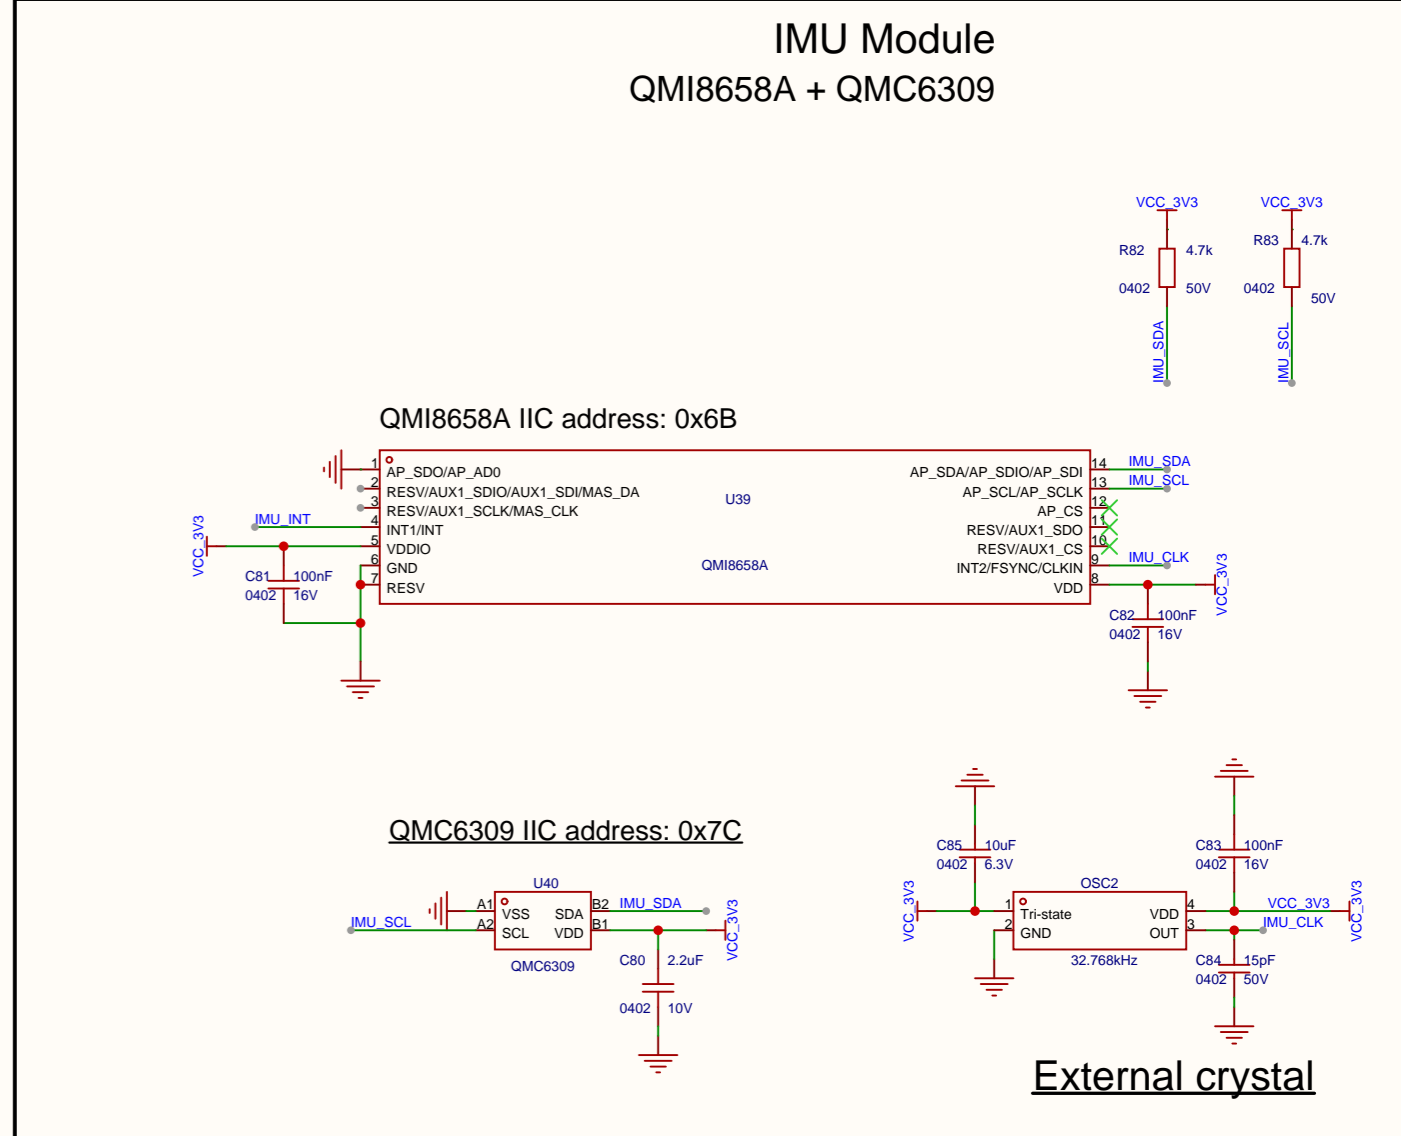 IMU Module
QMI8658A + QMC6309
VCC_3V3 VCC_3V3
R82 4.7k R83 4.7k
0402 50V 0402 50V
IMU_SDA IMU_SCL
QMI8658A IIC address: 0x6B
1 AP_SDO/AP_AD0 AP_SDA/AP_SDIO/AP_SDI 14 IMU_SDA
2 RESV/AUX1_SDIO/AUX1_SDI/MAS_DA U39 AP_SCL/AP_SCLK 13 IMU_SCL
3 RESV/AUX1_SCLK/MAS_CLK AP_CS 12
IMU_INT 4 INT1/INT RESV/AUX1_SDO 11
VCC_3V3 5 VDDIO RESV/AUX1_CS 10
6 GND QMI8658A INT2/FSYNC/CLKIN 9 IMU_CLK
7 RESV VDD 8 VCC_3V3
C81 100nF
0402 16V
C82 100nF
0402 16V
QMC6309 IIC address: 0x7C
U40
A1 VSS SDA B2 IMU_SDA
IMU_SCL A2 SCL VDD B1 VCC_3V3
QMC6309
C80 2.2uF
0402 10V
C85 10uF
0402 6.3V
C83 100nF
0402 16V
OSC2
VCC_3V3 1 Tri-state VDD 4 VCC_3V3 VCC_3V3
2 GND OUT 3 IMU_CLK
32.768kHz
C84 15pF
0402 50V
External crystal